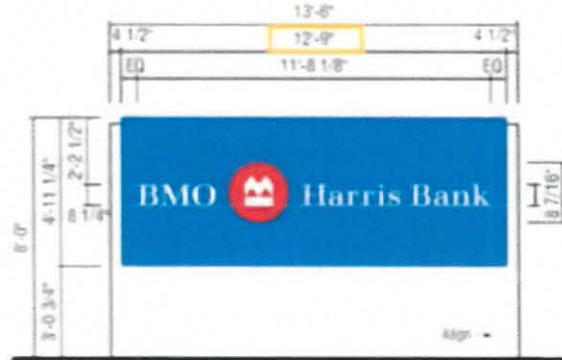 13'-6"
4 1/2" 12'-9" 4 1/2"
EQ 11'-8 1/8" EQ
8'-0"
4'-11 1/4"
2'-2 1/2"
8 1/4"
BMO Harris Bank
8 7/16"
3'-0 3/4"
Align